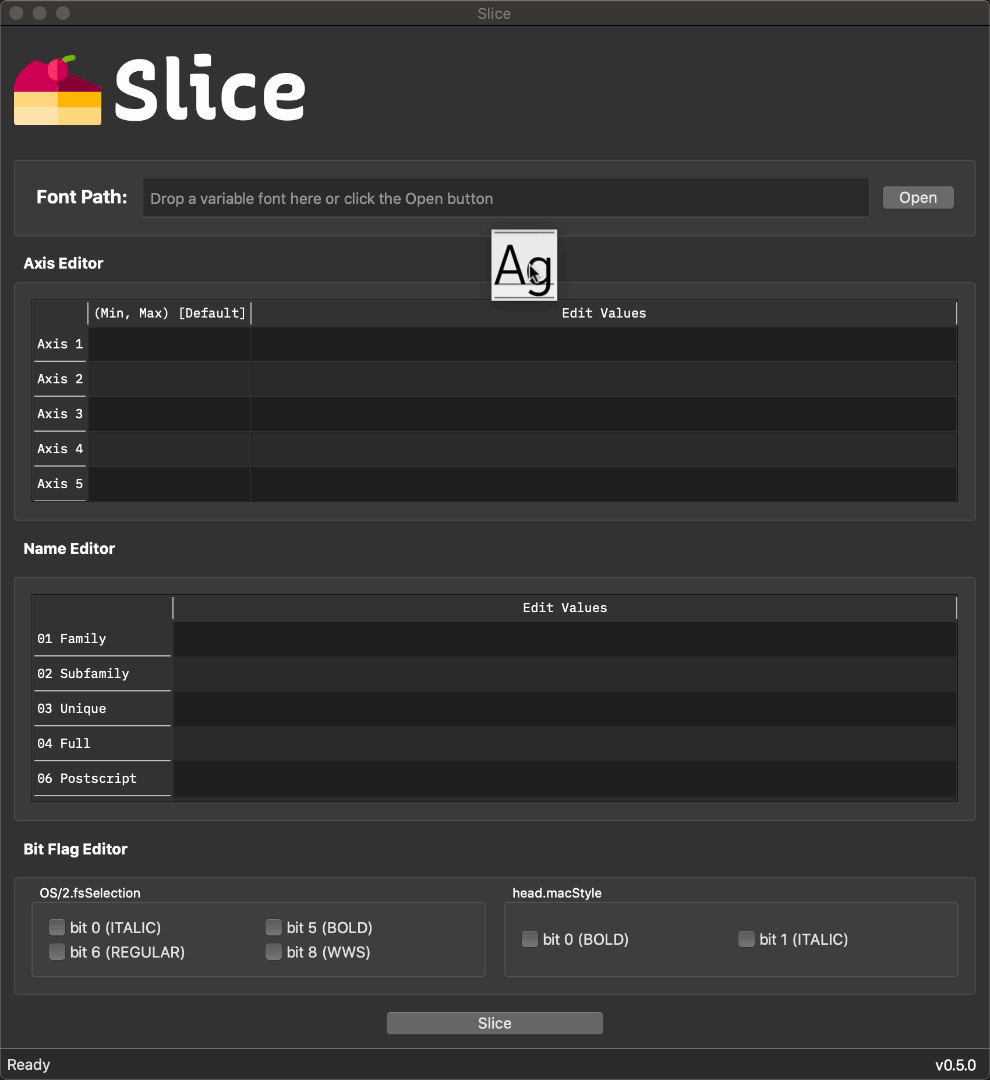 Slice
Slice
Font Path: Drop a variable font here or click the Open button Open
Ag
Axis Editor
(Min, Max) [Default] Edit Values
Axis 1
Axis 2
Axis 3
Axis 4
Axis 5
Name Editor
Edit Values
01 Family
02 Subfamily
03 Unique
04 Full
06 Postscript
Bit Flag Editor
OS/2.fsSelection head.macStyle
bit 0 (ITALIC) bit 5 (BOLD)
bit 6 (REGULAR) bit 8 (WWS)
bit 0 (BOLD) bit 1 (ITALIC)
Slice
Ready v0.5.0